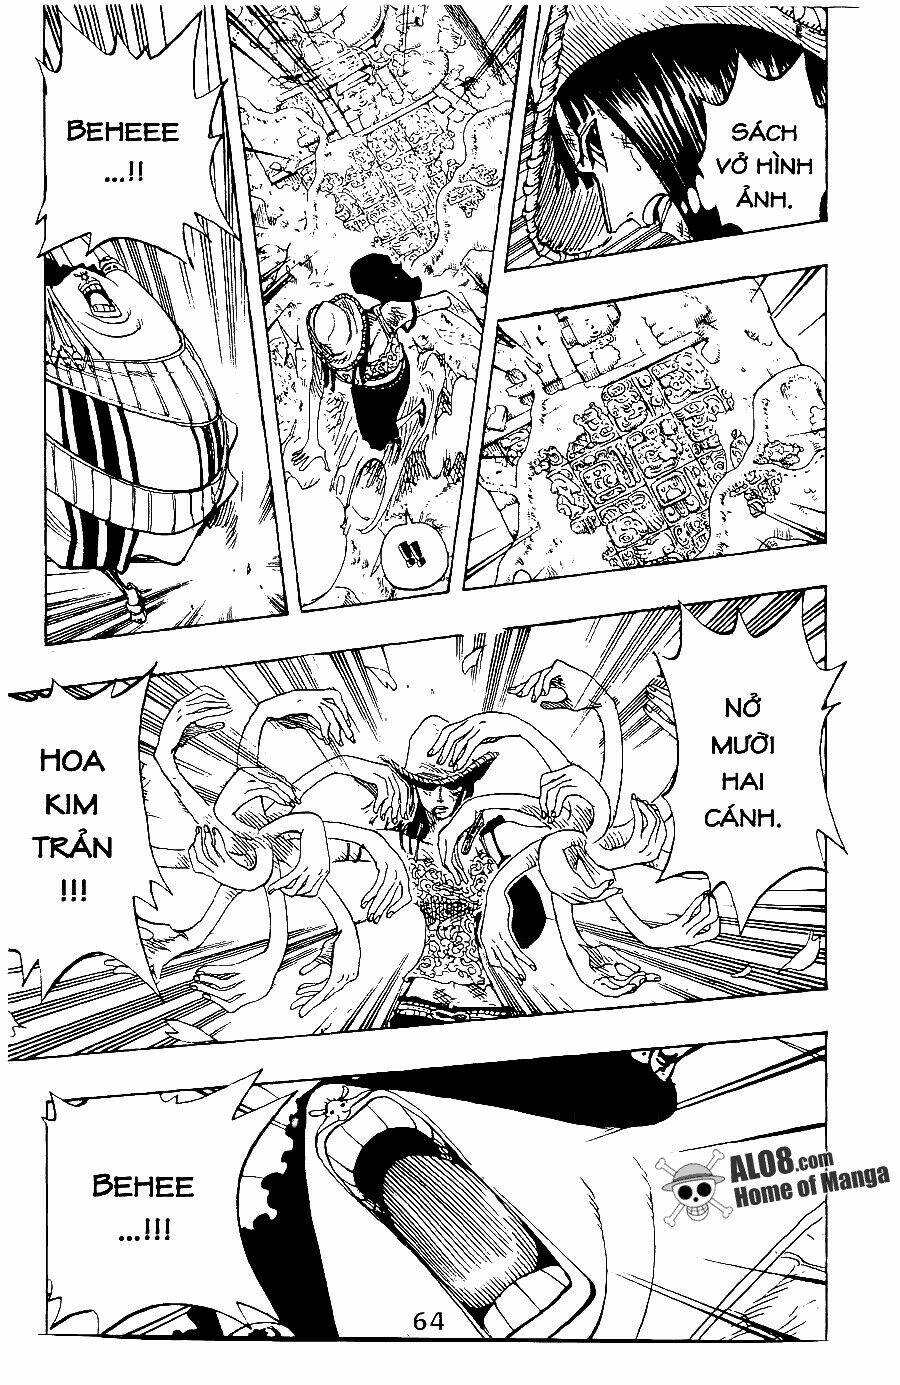 SÁCH
VỞ HÌNH
ẢNH.
!!
BEHEEE
...!!
NỞ
MƯỜI
HAI
CÁNH.
HOA
KIM
TRẢN
!!!
BEHEE
...!!!
ALO8.com
Home of Manga
64